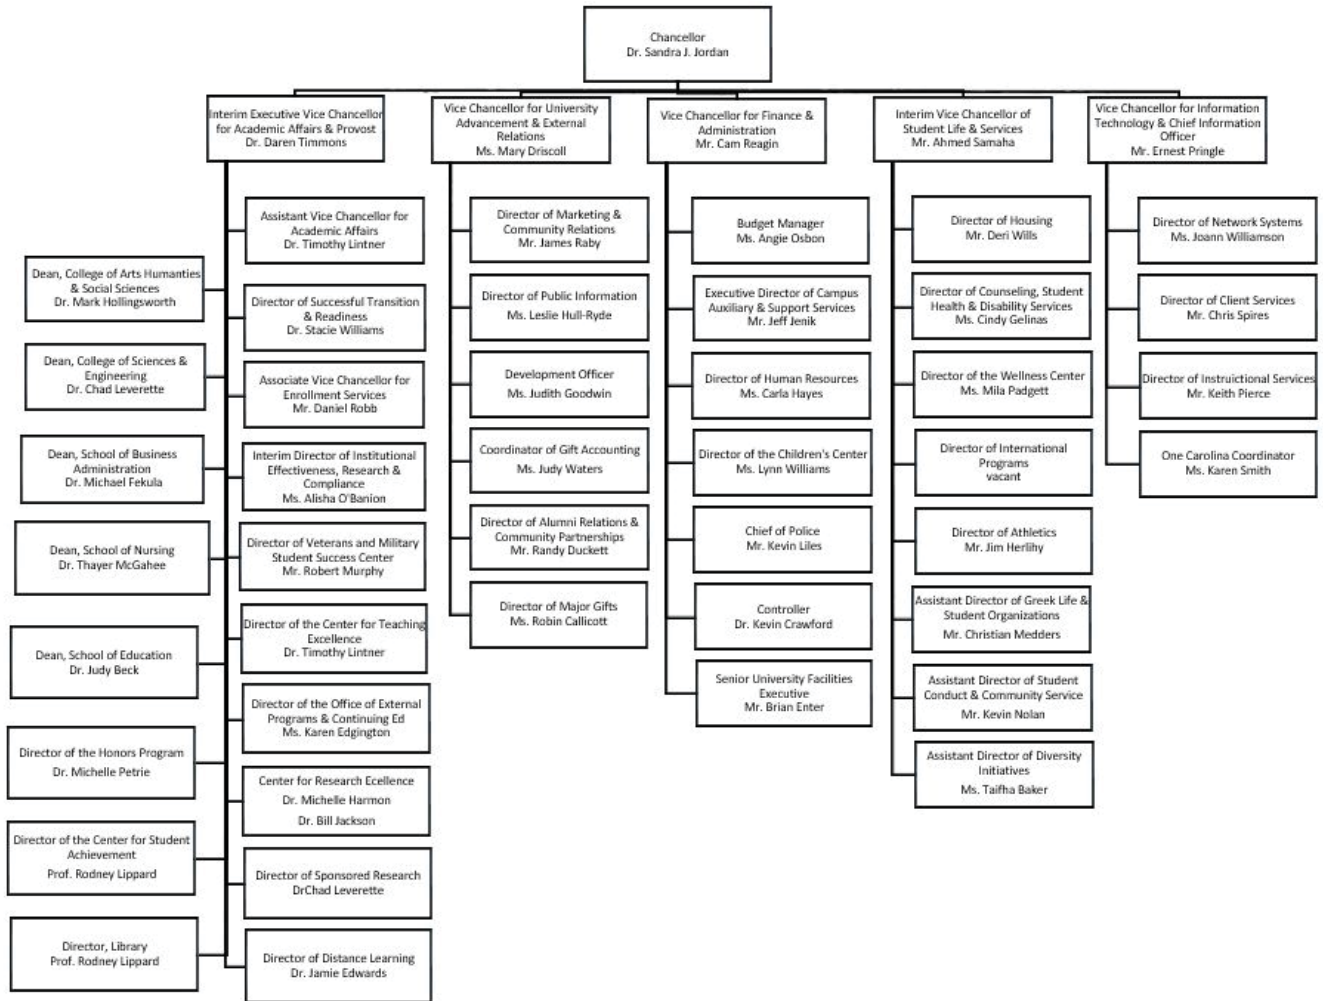 Chancellor
Dr. Sandra J. Jordan
Interim Executive Vice Chancellor
for Academic Affairs & Provost
Dr. Daren Timmons
Vice Chancellor for University
Advancement & External
Relations
Ms. Mary Driscoll
Vice Chancellor for Finance &
Administration
Mr. Cam Reagin
Interim Vice Chancellor of
Student Life & Services
Mr. Ahmed Samaha
Vice Chancellor for Information
Technology & Chief Information
Officer
Mr. Ernest Pringle
Dean, College of Arts Humanities
& Social Sciences
Dr. Mark Hollingsworth
Dean, College of Sciences &
Engineering
Dr. Chad Leverette
Dean, School of Business
Administration
Dr. Michael Fekula
Dean, School of Nursing
Dr. Thayer McGahee
Dean, School of Education
Dr. Judy Beck
Director of the Honors Program
Dr. Michelle Petrie
Director of the Center for Student
Achievement
Prof. Rodney Lippard
Director, Library
Prof. Rodney Lippard
Assistant Vice Chancellor for
Academic Affairs
Dr. Timothy Lintner
Director of Successful Transition
& Readiness
Dr. Stacie Williams
Associate Vice Chancellor for
Enrollment Services
Mr. Daniel Robb
Interim Director of Institutional
Effectiveness, Research &
Compliance
Ms. Alisha O'Banion
Director of Veterans and Military
Student Success Center
Mr. Robert Murphy
Director of the Center for Teaching
Excellence
Dr. Timothy Lintner
Director of the Office of External
Programs & Continuing Ed
Ms. Karen Edgington
Center for Research Ecellence
Dr. Michelle Harmon
Dr. Bill Jackson
Director of Sponsored Research
DrChad Leverette
Director of Distance Learning
Dr. Jamie Edwards
Director of Marketing &
Community Relations
Mr. James Raby
Director of Public Information
Ms. Leslie Hull-Ryde
Development Officer
Ms. Judith Goodwin
Coordinator of Gift Accounting
Ms. Judy Waters
Director of Alumni Relations &
Community Partnerships
Mr. Randy Duckett
Director of Major Gifts
Ms. Robin Callicott
Budget Manager
Ms. Angie Osbon
Executive Director of Campus
Auxiliary & Support Services
Mr. Jeff Jenik
Director of Human Resources
Ms. Carla Hayes
Director of the Children's Center
Ms. Lynn Williams
Chief of Police
Mr. Kevin Liles
Controller
Dr. Kevin Crawford
Senior University Facilities
Executive
Mr. Brian Enter
Director of Housing
Mr. Deri Wills
Director of Counseling, Student
Health & Disability Services
Ms. Cindy Gelinas
Director of the Wellness Center
Ms. Mila Padgett
Director of International
Programs
vacant
Director of Athletics
Mr. Jim Herlihy
Assistant Director of Greek Life &
Student Organizations
Mr. Christian Medders
Assistant Director of Student
Conduct & Community Service
Mr. Kevin Nolan
Assistant Director of Diversity
Initiatives
Ms. Taifha Baker
Director of Network Systems
Ms. Joann Williamson
Director of Client Services
Mr. Chris Spires
Director of Instruictional Services
Mr. Keith Pierce
One Carolina Coordinator
Ms. Karen Smith